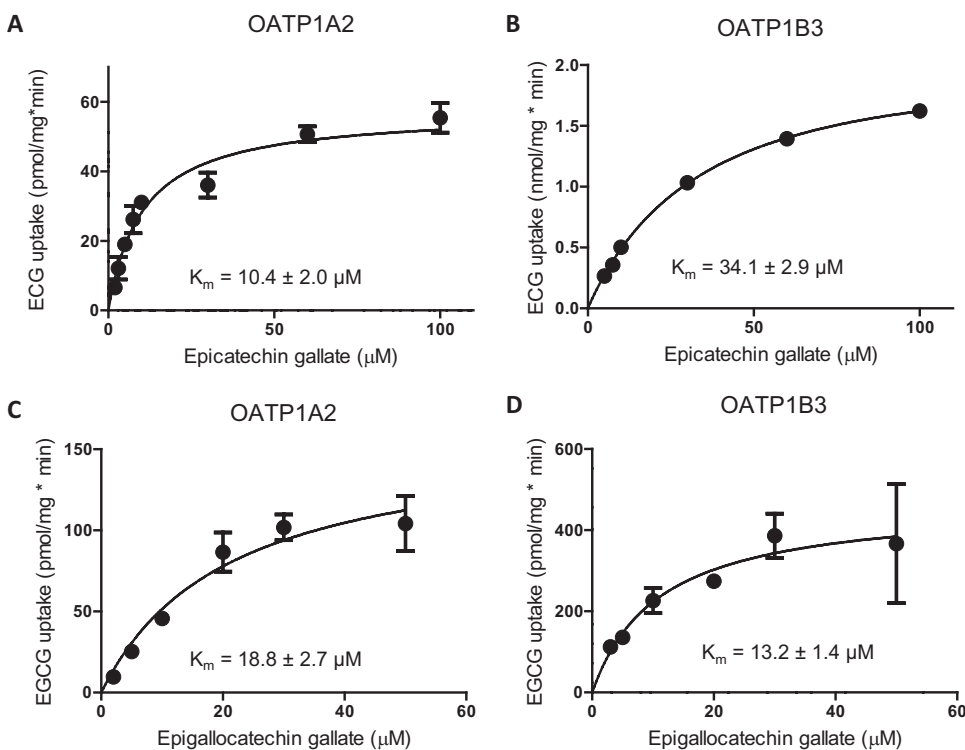 A
OATP1A2
ECG uptake (pmol/mg*min)
60
40
20
0
Km = 10.4 ± 2.0 µM
0
50
100
Epicatechin gallate (µM)
B
OATP1B3
ECG uptake (nmol/mg * min)
2.0
1.5
1.0
0.5
0.0
Km = 34.1 ± 2.9 µM
0
50
100
Epicatechin gallate (µM)
C
OATP1A2
EGCG uptake (pmol/mg * min)
150
100
50
0
Km = 18.8 ± 2.7 µM
0
20
40
60
Epigallocatechin gallate (µM)
D
OATP1B3
EGCG uptake (pmol/mg * min)
600
400
200
0
Km = 13.2 ± 1.4 µM
0
20
40
60
Epigallocatechin gallate (µM)